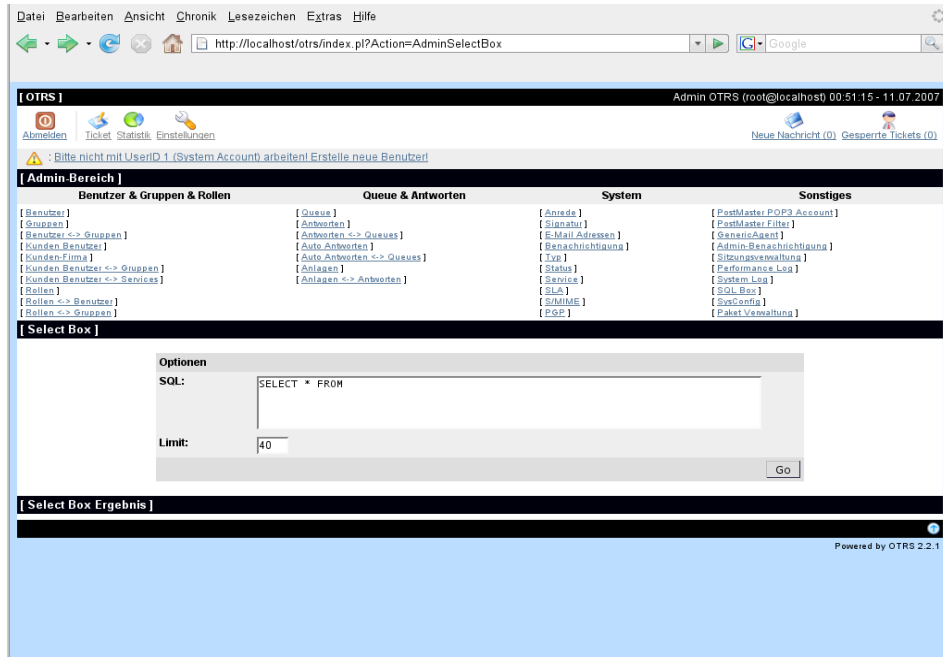 Datei Bearbeiten Ansicht Chronik Lesezeichen Extras Hilfe
http://localhost/otrs/index.pl?Action=AdminSelectBox
G Google
[ OTRS ]
Admin OTRS (root@localhost) 00:51:15 - 11.07.2007
Abmelden Ticket Statistik Einstellungen
Neue Nachricht (0) Gesperrte Tickets (0)
: Bitte nicht mit UserID 1 (System Account) arbeiten! Erstelle neue Benutzer!
[ Admin-Bereich ]
Benutzer & Gruppen & Rollen Queue & Antworten System Sonstiges
[ Benutzer ] [ Queue ] [ Anrede ] [ PostMaster POP3 Account ]
[ Gruppen ] [ Antworten ] [ Signatur ] [ PostMaster Filter ]
[ Benutzer <-> Gruppen ] [ Antworten <-> Queues ] [ E-Mail Adressen ] [ GenericAgent ]
[ Kunden Benutzer ] [ Auto Antworten ] [ Benachrichtigung ] [ Admin-Benachrichtigung ]
[ Kunden-Firma ] [ Auto Antworten <-> Queues ] [ Typ ] [ Sitzungsverwaltung ]
[ Kunden Benutzer <-> Gruppen ] [ Anlagen ] [ Status ] [ Performance Log ]
[ Kunden Benutzer <-> Services ] [ Anlagen <-> Antworten ] [ Service ] [ System Log ]
[ Rollen ] [ SLA ] [ SQL Box ]
[ Rollen <-> Benutzer ] [ S/MIME ] [ SysConfig ]
[ Rollen <-> Gruppen ] [ PGP ] [ Paket Verwaltung ]
[ Select Box ]
Optionen
SQL: SELECT * FROM
Limit: 40
Go
[ Select Box Ergebnis ]
Powered by OTRS 2.2.1